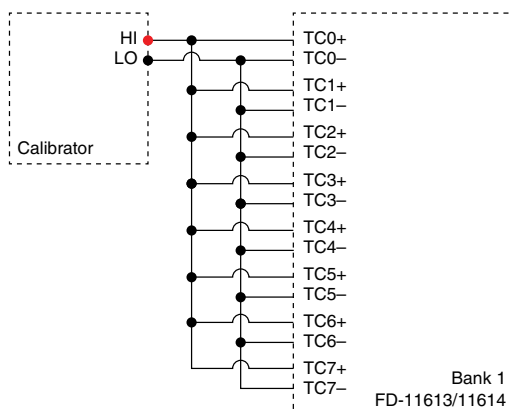 HI
LO
Calibrator
TC0+
TC0–
TC1+
TC1–
TC2+
TC2–
TC3+
TC3–
TC4+
TC4–
TC5+
TC5–
TC6+
TC6–
TC7+
TC7–
Bank 1
FD-11613/11614